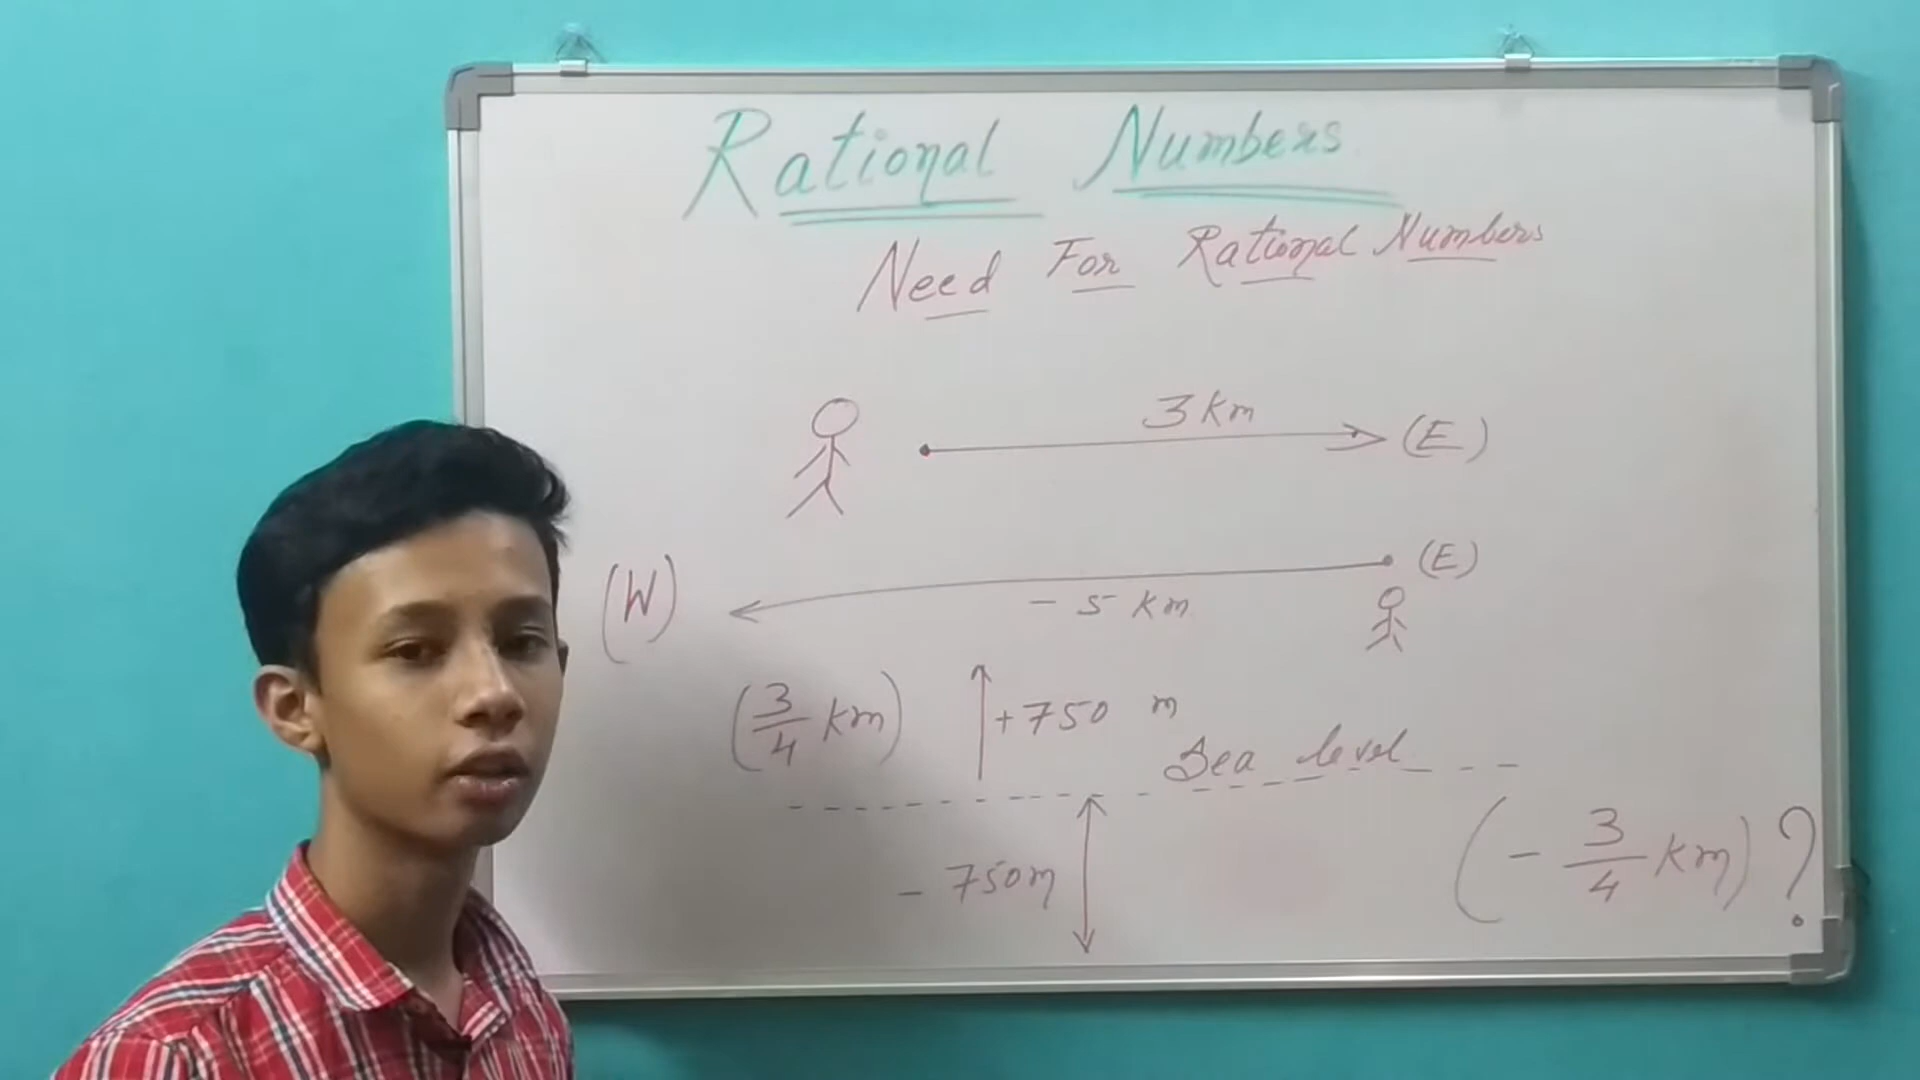 Rational Numbers
Need For Rational Numbers
3 Km (E)
(E)
(W) - 5 Km
(3/4 Km) +750 m
Sea level
- 750m (- 3/4 Km) ?